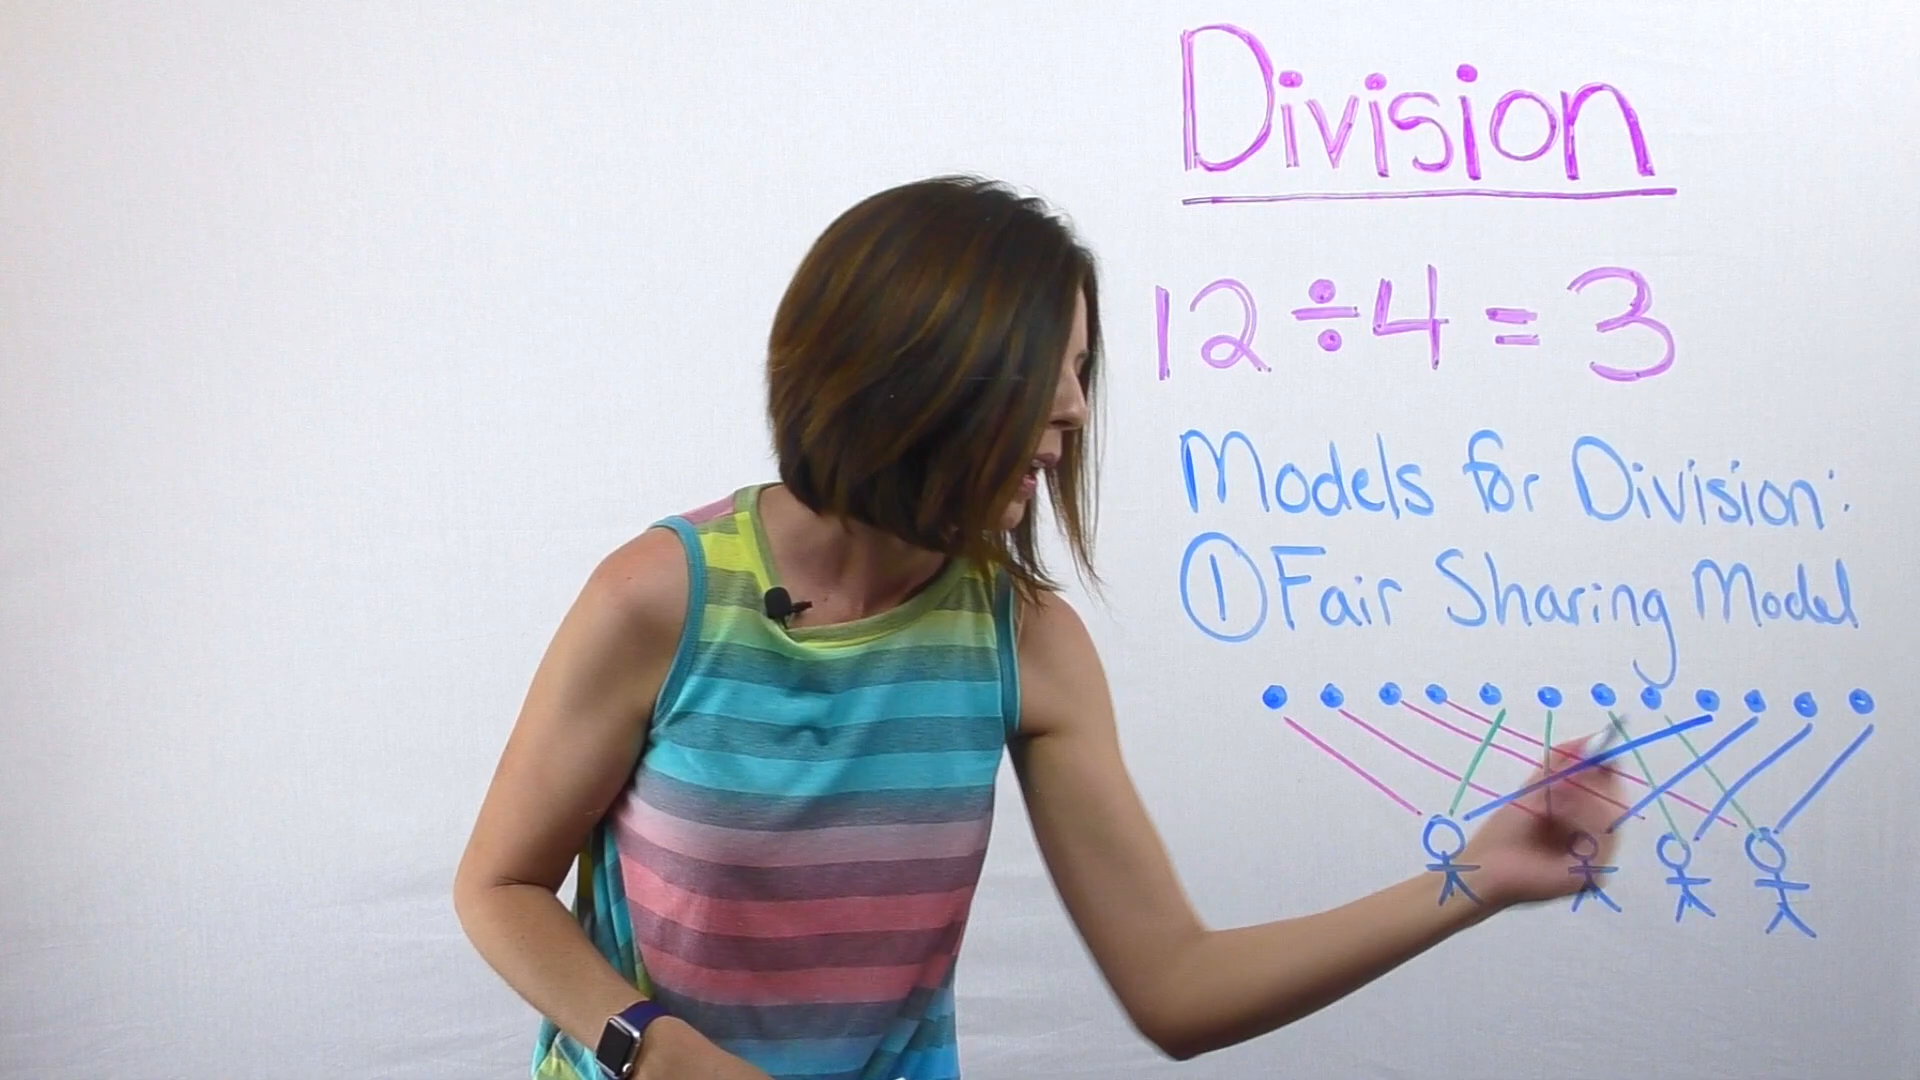 Division
12 ÷ 4 = 3
Models for Division:
① Fair Sharing Model